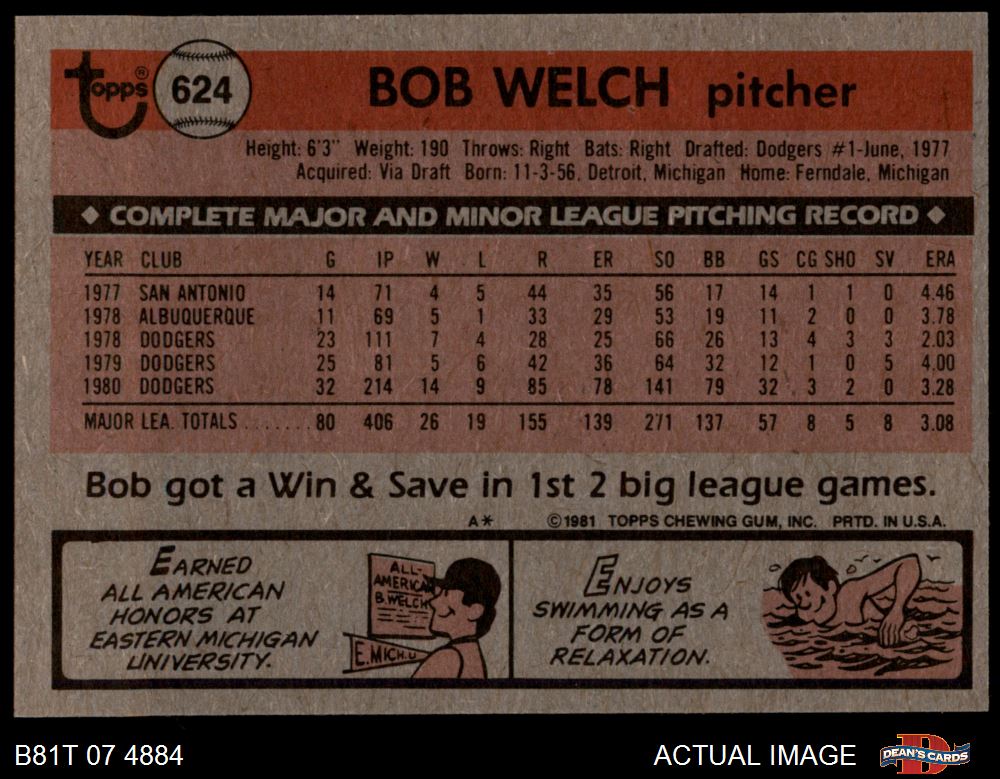 topps® 624 BOB WELCH pitcher
Height: 6'3" Weight: 190 Throws: Right Bats: Right Drafted: Dodgers #1-June, 1977
Acquired: Via Draft Born: 11-3-56, Detroit, Michigan Home: Ferndale, Michigan
◆ COMPLETE MAJOR AND MINOR LEAGUE PITCHING RECORD ◆
YEAR CLUB G IP W L R ER SO BB GS CG SHO SV ERA
1977 SAN ANTONIO 14 71 4 5 44 35 56 17 14 1 1 0 4.46
1978 ALBUQUERQUE 11 69 5 1 33 29 53 19 11 2 0 0 3.78
1978 DODGERS 23 111 7 4 28 25 66 26 13 4 3 3 2.03
1979 DODGERS 25 81 5 6 42 36 64 32 12 1 0 5 4.00
1980 DODGERS 32 214 14 9 85 78 141 79 32 3 2 0 3.28
MAJOR LEA. TOTALS ....... 80 406 26 19 155 139 271 137 57 8 5 8 3.08
Bob got a Win & Save in 1st 2 big league games.
A* ©1981 TOPPS CHEWING GUM, INC. PRTD. IN U.S.A.
EARNED
ALL AMERICAN
HONORS AT
EASTERN MICHIGAN
UNIVERSITY.
ALL-
AMERICAN
B. WELCH
E. MICH. U
ENJOYS
SWIMMING AS A
FORM OF
RELAXATION.
B81T 07 4884 ACTUAL IMAGE DEAN'S CARDS